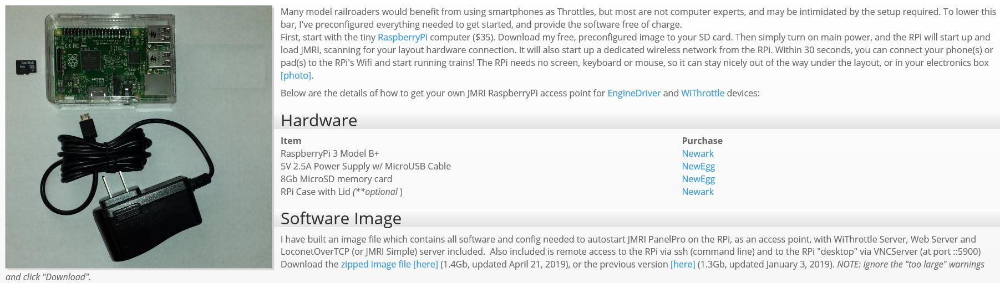 Many model railroaders would benefit from using smartphones as Throttles, but most are not computer experts, and may be intimidated by the setup required. To lower this
bar, I've preconfigured everything needed to get started, and provide the software free of charge.
First, start with the tiny RaspberryPi computer ($35). Download my free, preconfigured image to your SD card. Then simply turn on main power, and the RPi will start up and
load JMRI, scanning for your layout hardware connection. It will also start up a dedicated wireless network from the RPi. Within 30 seconds, you can connect your phone(s) or
pad(s) to the RPi's Wifi and start running trains! The RPi needs no screen, keyboard or mouse, so it can stay nicely out of the way under the layout, or in your electronics box
[photo].
Below are the details of how to get your own JMRI RaspberryPi access point for EngineDriver and WiThrottle devices:
Hardware
Item Purchase
RaspberryPi 3 Model B+ Newark
5V 2.5A Power Supply w/ MicroUSB Cable NewEgg
8Gb MicroSD memory card NewEgg
RPi Case with Lid (**optional ) Newark
Software Image
I have built an image file which contains all software and config needed to autostart JMRI PanelPro on the RPi, as an access point, with WiThrottle Server, Web Server and
LoconetOverTCP (or JMRI Simple) server included. Also included is remote access to the RPi via ssh (command line) and to the RPi "desktop" via VNCServer (at port ::5900)
Download the zipped image file [here] (1.4Gb, updated April 21, 2019), or the previous version [here] (1.3Gb, updated January 3, 2019). NOTE: Ignore the "too large" warnings
and click "Download".
SanDisk
HDMI